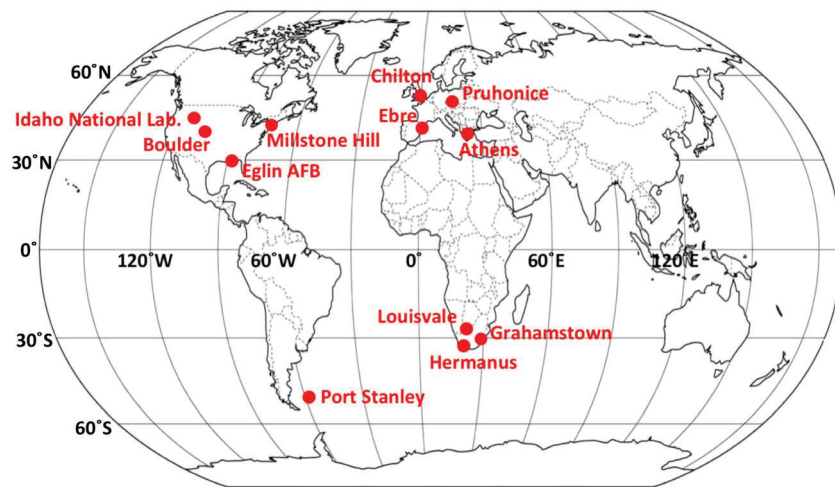 60˚N
Chilton
Pruhonice
Idaho National Lab.
Ebre
Boulder
Millstone Hill
Athens
30˚N
Eglin AFB
0˚
120˚W
60˚W
0˚
60˚E
120˚E
Louisvale
Grahamstown
30˚S
Hermanus
Port Stanley
60˚S